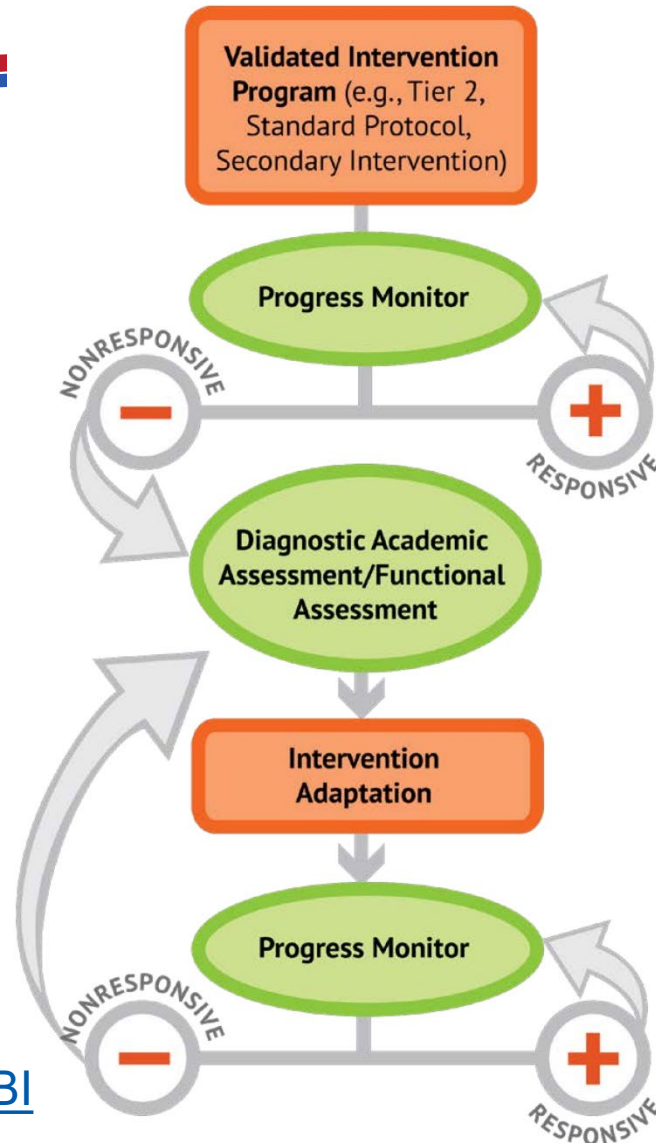 Validated Intervention
Program (e.g., Tier 2,
Standard Protocol,
Secondary Intervention)
Progress Monitor
NONRESPONSIVE
RESPONSIVE
Diagnostic Academic
Assessment/Functional
Assessment
Intervention
Adaptation
Progress Monitor
NONRESPONSIVE
RESPONSIVE
BI